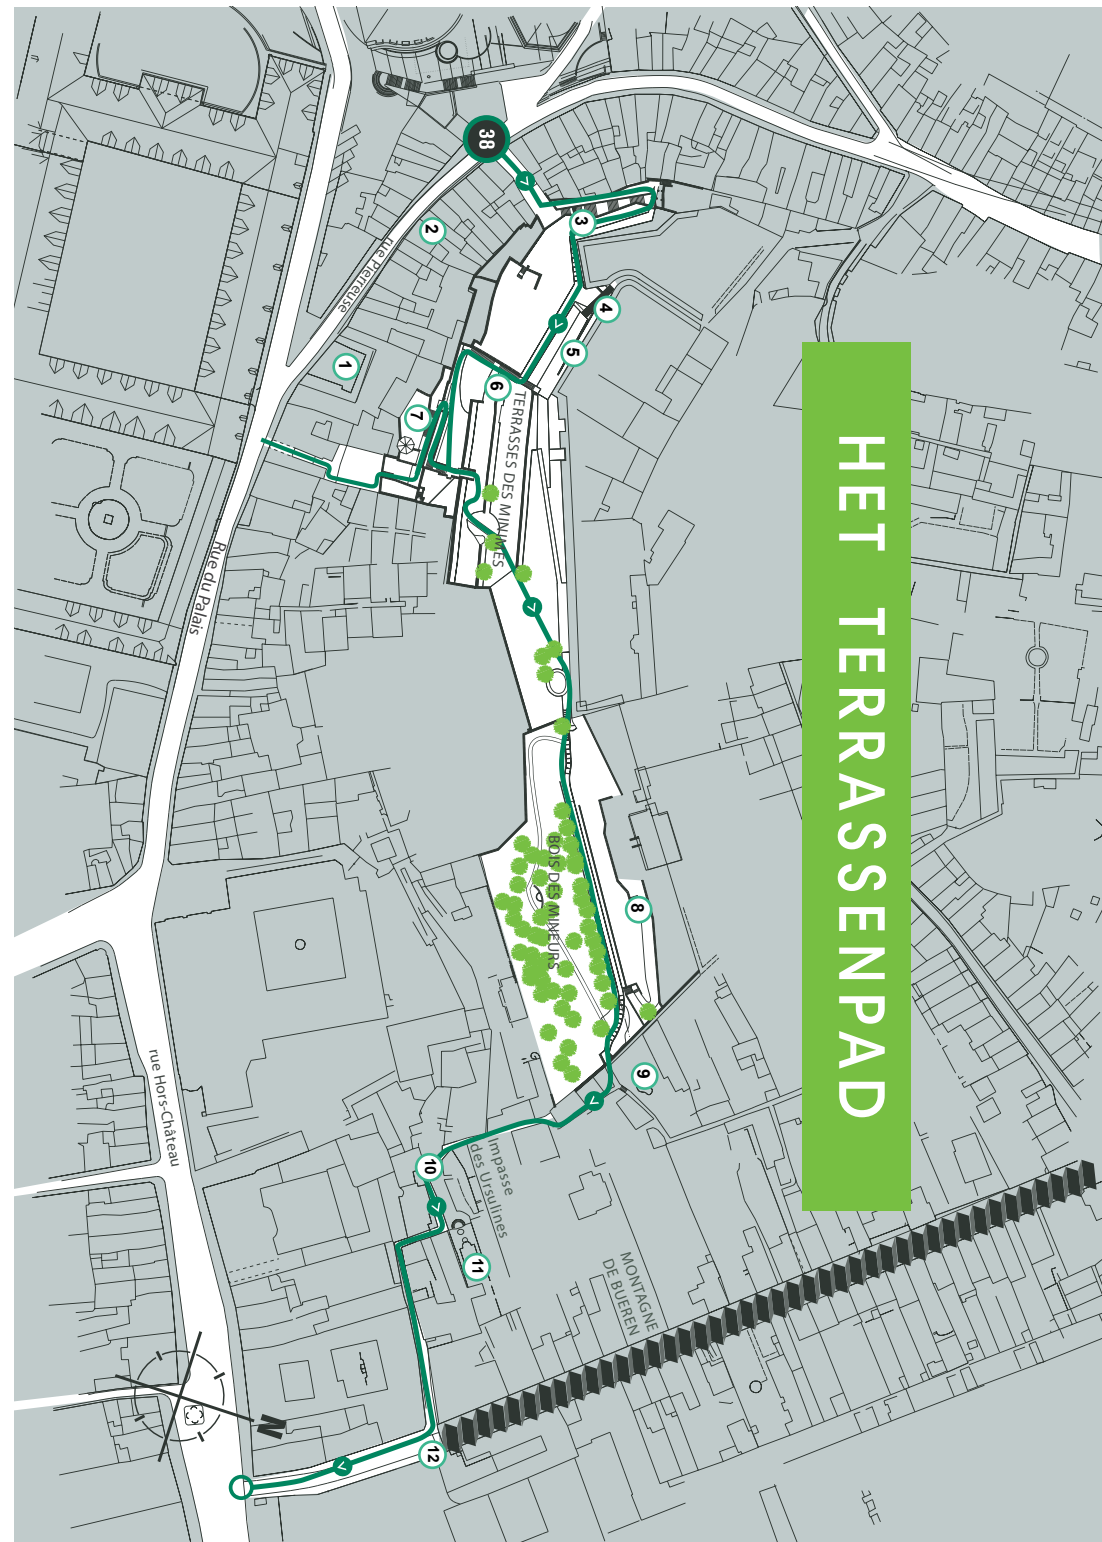 HET TERRASSENPAD
38
3
2
rue Pierreuse
4
5
1
6
7
TERRASSES DES MINIMES
Rue du Palais
BOIS DES MINEURS
8
9
rue Hors-Château
10
Impasse
des Ursulines
11
MONTAGNE
DE BUEREN
12
N